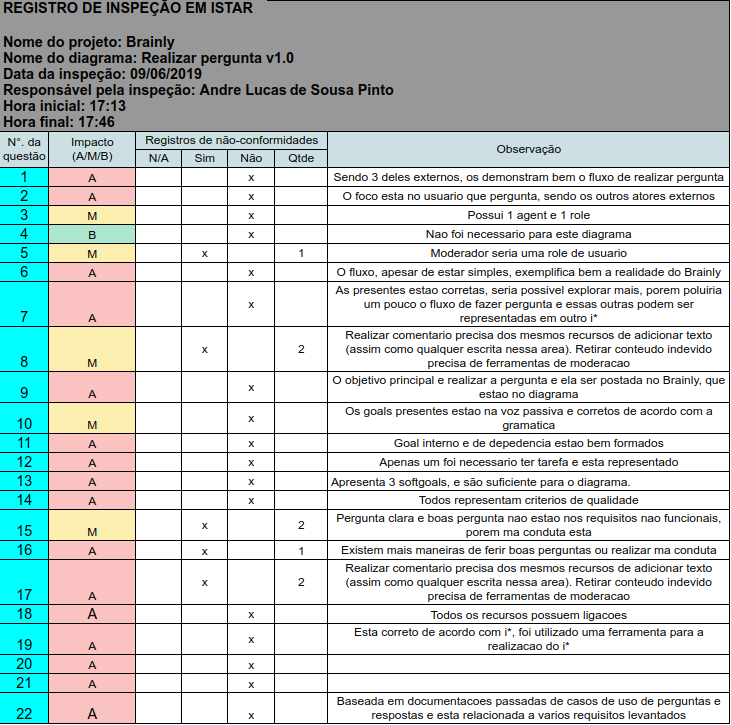 REGISTRO DE INSPEÇÃO EM ISTAR
Nome do projeto: Brainly
Nome do diagrama: Realizar pergunta v1.0
Data da inspeção: 09/06/2019
Responsável pela inspeção: Andre Lucas de Sousa Pinto
Hora inicial: 17:13
Hora final: 17:46
N°. da questão Impacto (A/M/B) Registros de não-conformidades Observação
N/A Sim Não Qtde
1 A x Sendo 3 deles externos, os demonstram bem o fluxo de realizar pergunta
2 A x O foco esta no usuario que pergunta, sendo os outros atores externos
3 M x Possui 1 agent e 1 role
4 B x Nao foi necessario para este diagrama
5 M x 1 Moderador seria uma role de usuario
6 A x O fluxo, apesar de estar simples, exemplifica bem a realidade do Brainly
7 A x As presentes estao corretas, seria possivel explorar mais, porem poluiria
um pouco o fluxo de fazer pergunta e essas outras podem ser
representadas em outro i*
8 M x 2 Realizar comentario precisa dos mesmos recursos de adicionar texto
(assim como qualquer escrita nessa area). Retirar conteudo indevido
precisa de ferramentas de moderacao
9 A x O objetivo principal e realizar a pergunta e ela ser postada no Brainly, que
estao no diagrama
10 M x Os goals presentes estao na voz passiva e corretos de acordo com a
gramatica
11 A x Goal interno e de depedencia estao bem formados
12 A x Apenas um foi necessario ter tarefa e esta representado
13 A x Apresenta 3 softgoals, e são suficiente para o diagrama.
14 A x Todos representam criterios de qualidade
15 M x 2 Pergunta clara e boas pergunta nao estao nos requisitos nao funcionais,
porem ma conduta esta
16 A x 1 Existem mais maneiras de ferir boas perguntas ou realizar ma conduta
17 A x 2 Realizar comentario precisa dos mesmos recursos de adicionar texto
(assim como qualquer escrita nessa area). Retirar conteudo indevido
precisa de ferramentas de moderacao
18 A x Todos os recursos possuem ligacoes
19 A x Esta correto de acordo com i*, foi utilizado uma ferramenta para a
realizacao do i*
20 A x
21 A x
22 A x Baseada em documentacoes passadas de casos de uso de perguntas e
respostas e esta relacionada a varios requisitos levantados